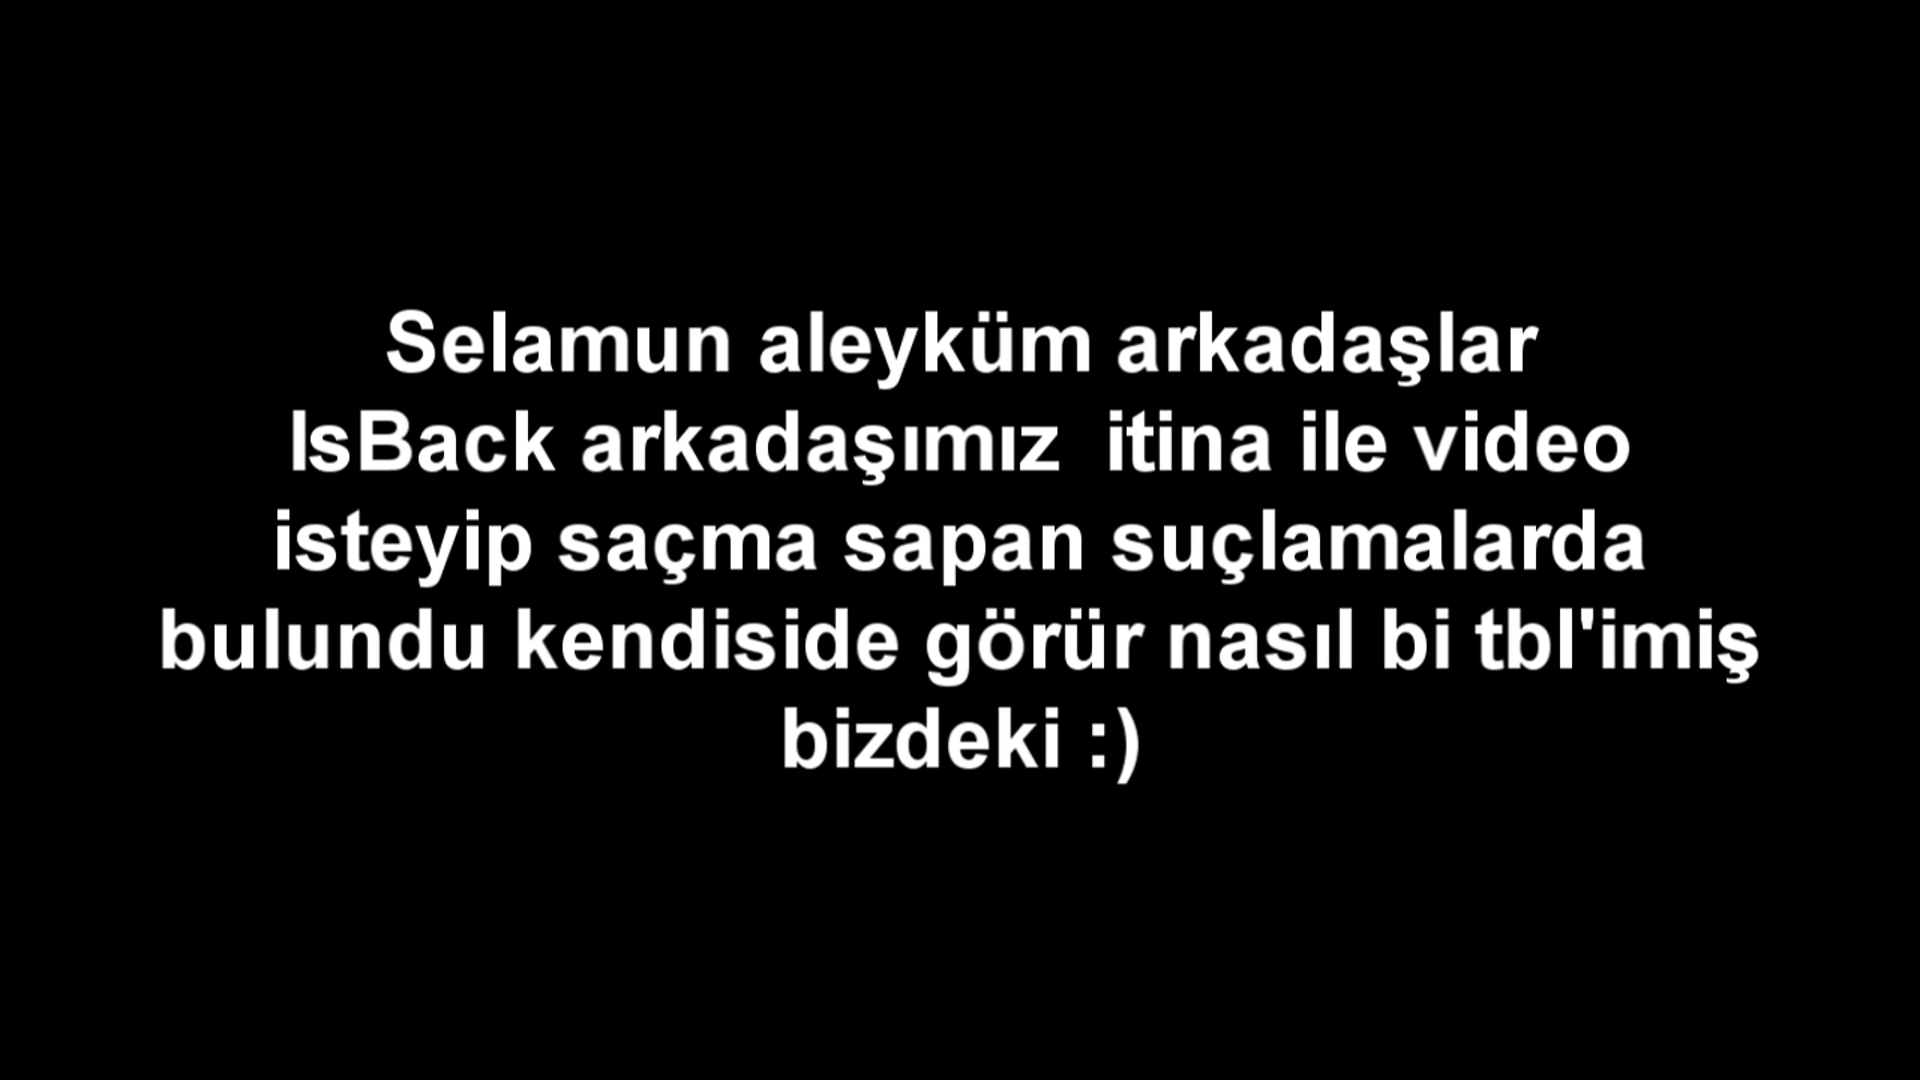 Selamun aleyküm arkadaşlar
IsBack arkadaşımız  itina ile video
isteyip saçma sapan suçlamalarda
bulundu kendiside görür nasıl bi tbl'imiş
bizdeki :)